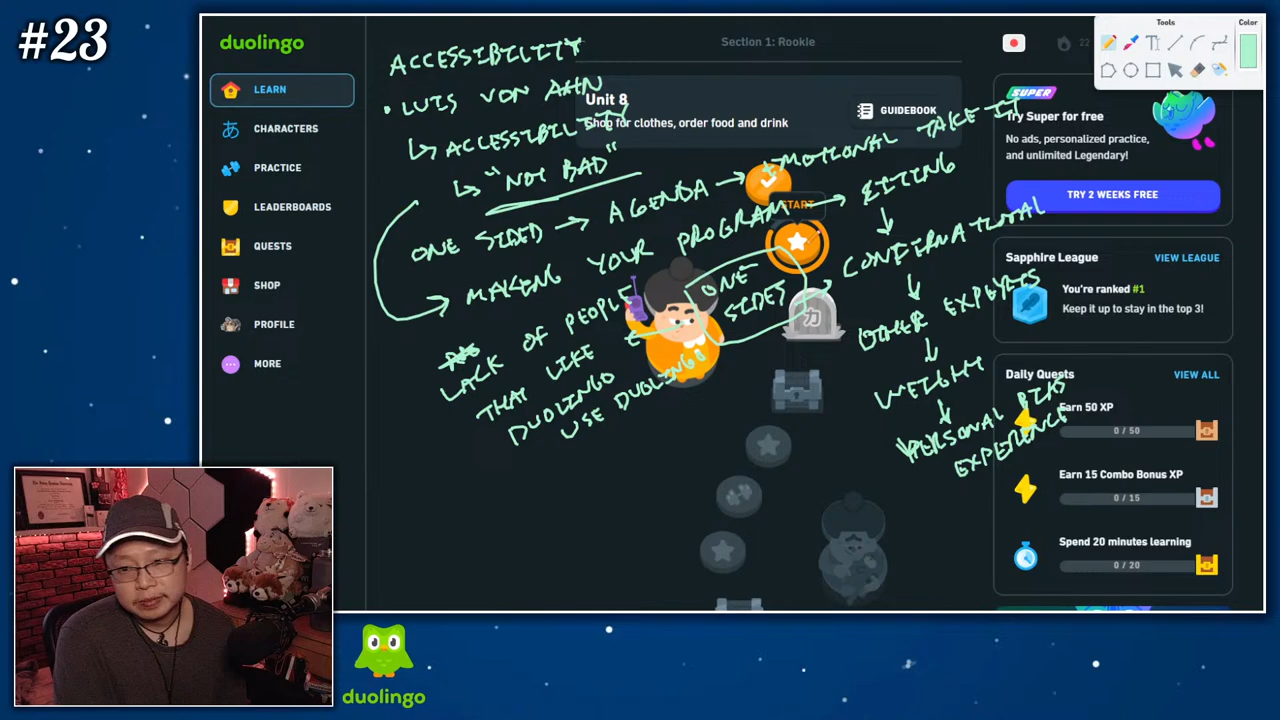 #23
duolingo
LEARN
CHARACTERS
PRACTICE
LEADERBOARDS
QUESTS
SHOP
PROFILE
MORE
Section 1: Rookie
22
Unit 8
Shop for clothes, order food and drink
GUIDEBOOK
START
カ
ACCESSIBILITY
• LUIS VON AHN
↳ ACCESSIBILITY
↳ "NOT BAD"
ONE SIDED → AGENDA → EMOTIONAL TAKE IT
MAKING YOUR PROGRAM →
CONFIRMATIONAL
OTHER EXPERTS
WEIGHT
PERSONAL BIAS
EXPERIENCE
ONE
SIDES
LACK OF PEOPLE
THAT LIKE
DUOLINGO
USE DUOLINGO
Tools
Color
SUPER
Try Super for free
No ads, personalized practice,
and unlimited Legendary!
TRY 2 WEEKS FREE
Sapphire League
VIEW LEAGUE
You're ranked #1
Keep it up to stay in the top 3!
Daily Quests
VIEW ALL
Earn 50 XP
0 / 50
Earn 15 Combo Bonus XP
0 / 15
Spend 20 minutes learning
0 / 20
duolingo